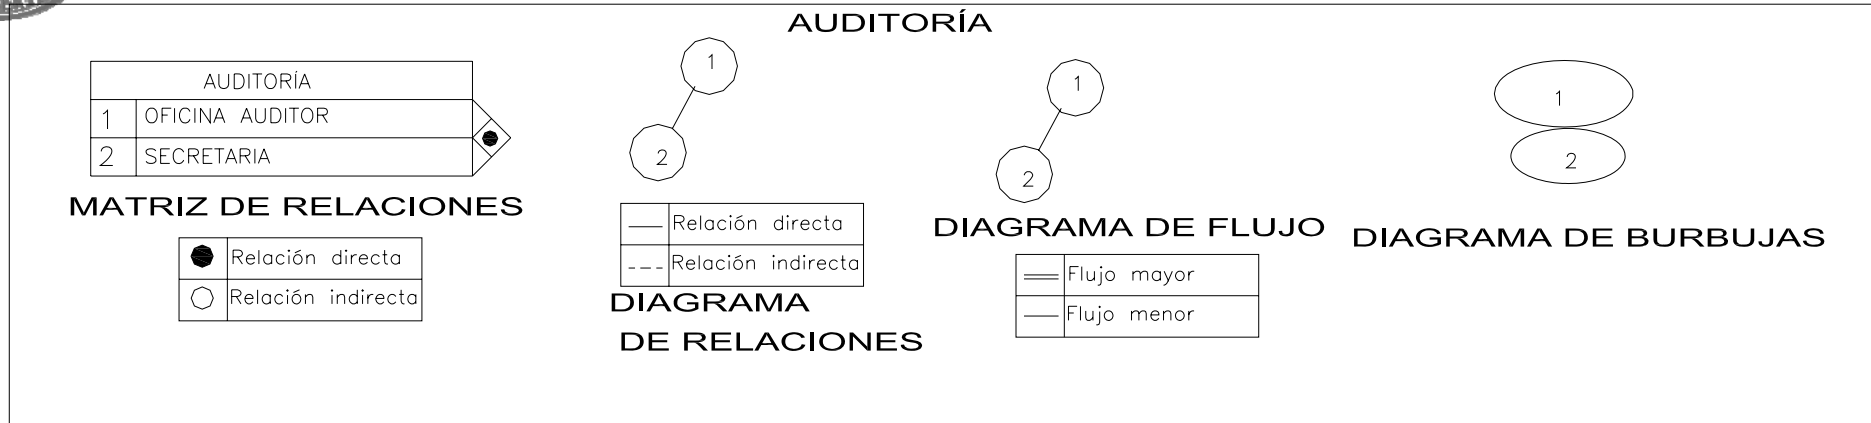 AUDITORÍA
AUDITORÍA
1 OFICINA AUDITOR
2 SECRETARIA
MATRIZ DE RELACIONES
Relación directa
Relación indirecta
1
2
Relación directa
Relación indirecta
DIAGRAMA
DE RELACIONES
1
2
DIAGRAMA DE FLUJO
Flujo mayor
Flujo menor
1
2
DIAGRAMA DE BURBUJAS